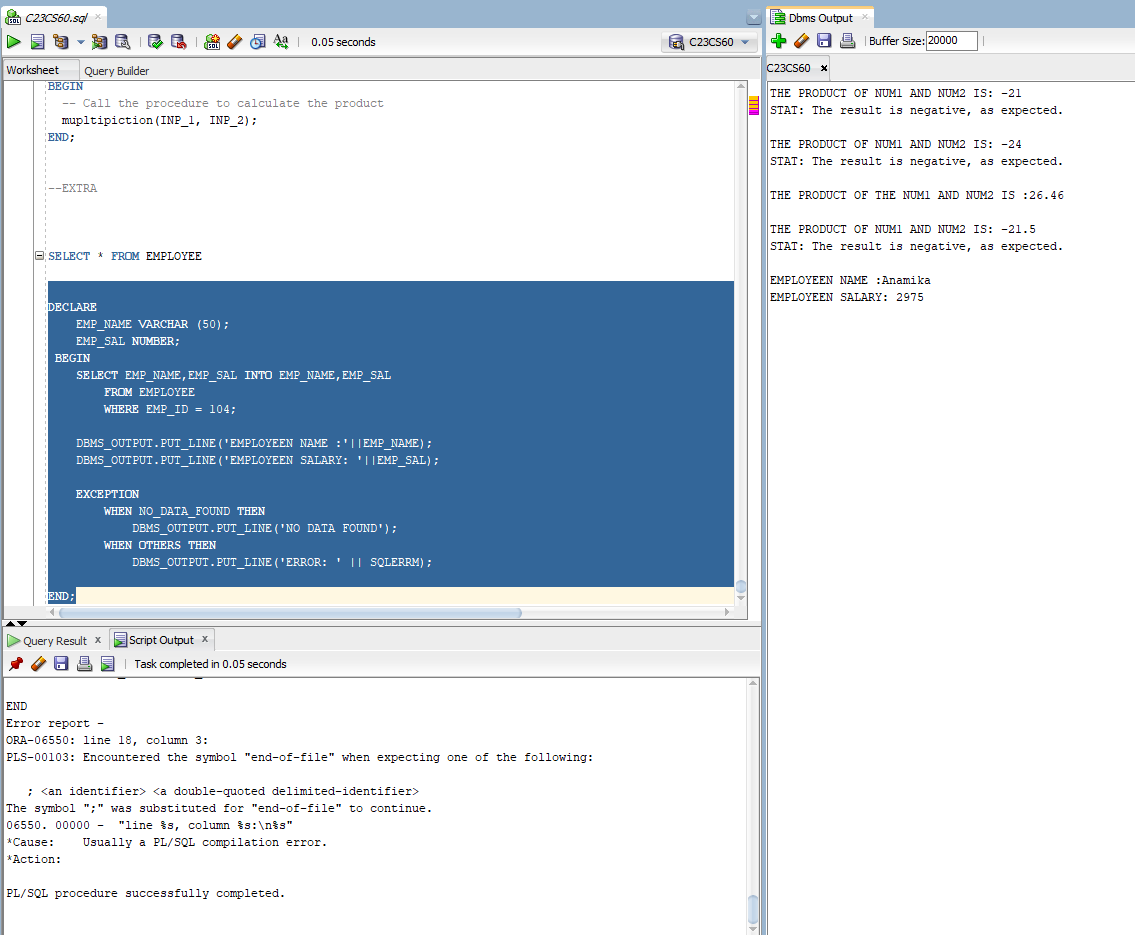 C23CS60.sql
0.05 seconds
C23CS60
Worksheet Query Builder
BEGIN
-- Call the procedure to calculate the product
mupltipiction(INP_1, INP_2);
END;
--EXTRA
SELECT * FROM EMPLOYEE
DECLARE
EMP_NAME VARCHAR (50);
EMP_SAL NUMBER;
BEGIN
SELECT EMP_NAME,EMP_SAL INTO EMP_NAME,EMP_SAL
FROM EMPLOYEE
WHERE EMP_ID = 104;
DBMS_OUTPUT.PUT_LINE('EMPLOYEEN NAME :'||EMP_NAME);
DBMS_OUTPUT.PUT_LINE('EMPLOYEEN SALARY: '||EMP_SAL);
EXCEPTION
WHEN NO_DATA_FOUND THEN
DBMS_OUTPUT.PUT_LINE('NO DATA FOUND');
WHEN OTHERS THEN
DBMS_OUTPUT.PUT_LINE('ERROR: ' || SQLERRM);
END;
Query Result x Script Output x
Task completed in 0.05 seconds
END
Error report -
ORA-06550: line 18, column 3:
PLS-00103: Encountered the symbol "end-of-file" when expecting one of the following:
; <an identifier> <a double-quoted delimited-identifier>
The symbol ";" was substituted for "end-of-file" to continue.
06550. 00000 - "line %s, column %s:\n%s"
*Cause: Usually a PL/SQL compilation error.
*Action:
PL/SQL procedure successfully completed.
Dbms Output
Buffer Size: 20000
C23CS60
THE PRODUCT OF NUM1 AND NUM2 IS: -21
STAT: The result is negative, as expected.
THE PRODUCT OF NUM1 AND NUM2 IS: -24
STAT: The result is negative, as expected.
THE PRODUCT OF THE NUM1 AND NUM2 IS :26.46
THE PRODUCT OF NUM1 AND NUM2 IS: -21.5
STAT: The result is negative, as expected.
EMPLOYEEN NAME :Anamika
EMPLOYEEN SALARY: 2975